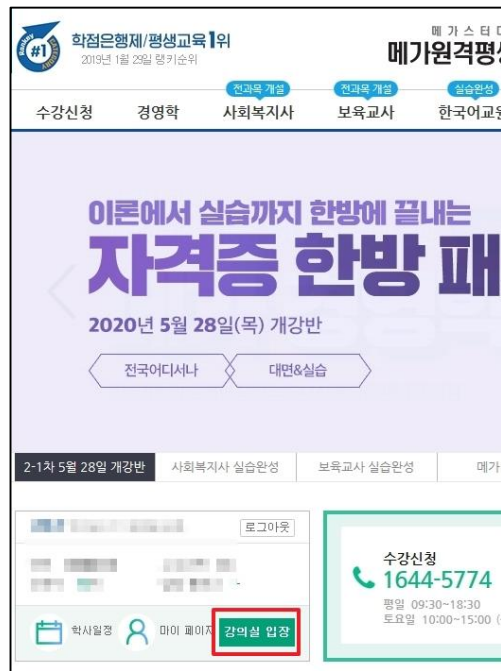 #1
학점은행제/평생교육 1위
2019년 1월 29일 랭키순위
메가스터디
메가원격평생
전과목 개설
전과목 개설
실습완성
수강신청 경영학 사회복지사 보육교사 한국어교원
이론에서 실습까지 한방에 끝내는
자격증 한방 패
2020년 5월 28일(목) 개강반
전국어디서나 대면&실습
2-1차 5월 28일 개강반 사회복지사 실습완성 보육교사 실습완성 메가
로그아웃
학사일정 마이 페이지 강의실 입장
수강신청
1644-5774
평일 09:30~18:30
토요일 10:00~15:00